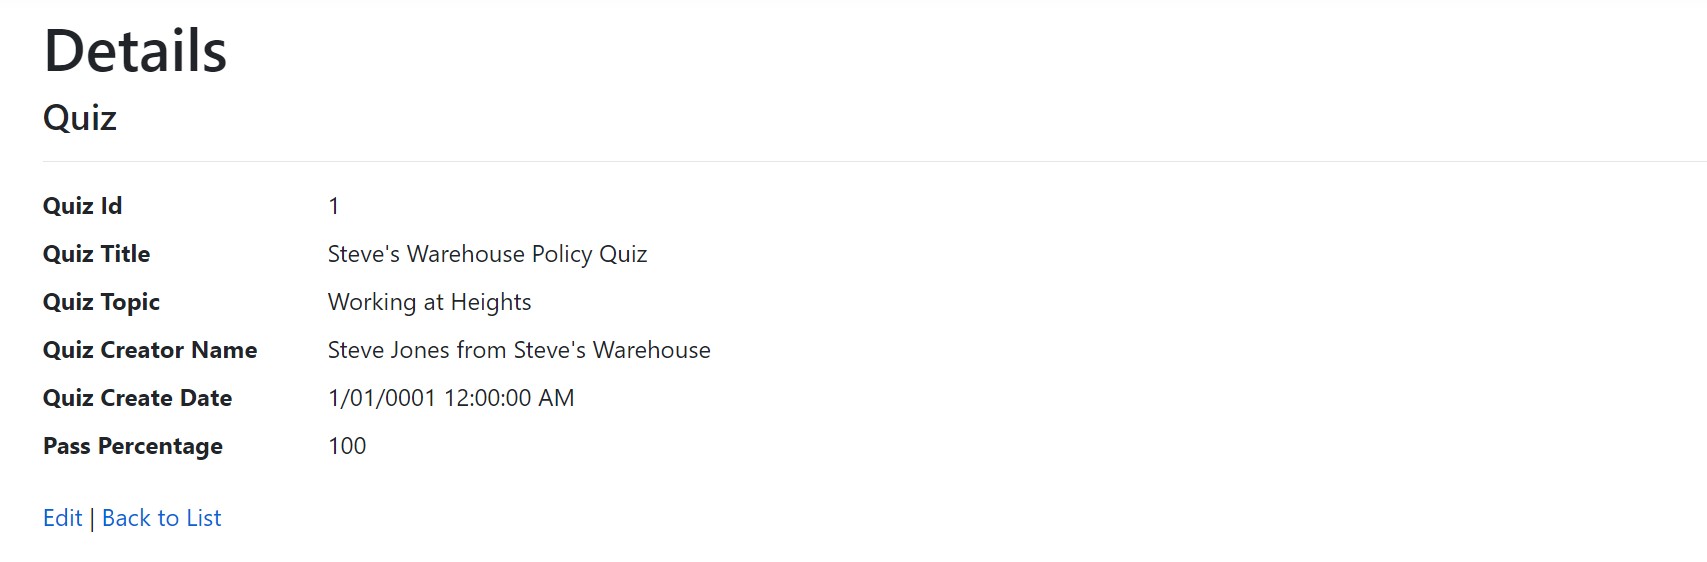 Details
Quiz
Quiz Id 1
Quiz Title Steve's Warehouse Policy Quiz
Quiz Topic Working at Heights
Quiz Creator Name Steve Jones from Steve's Warehouse
Quiz Create Date 1/01/0001 12:00:00 AM
Pass Percentage 100
Edit | Back to List